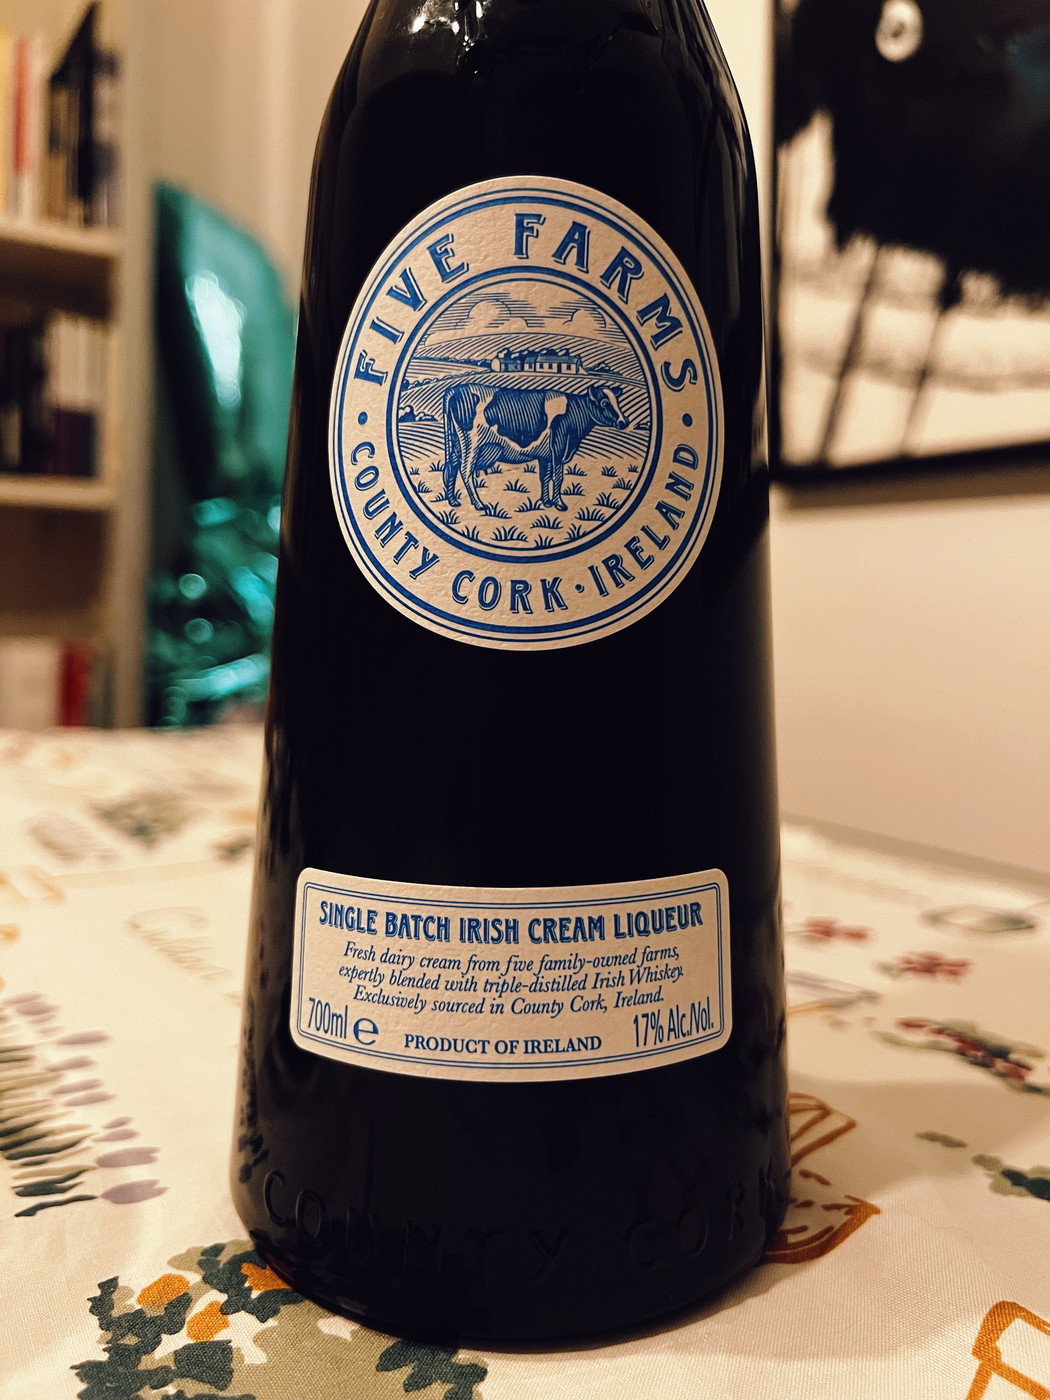 FIVE FARMS
COUNTY CORK · IRELAND
SINGLE BATCH IRISH CREAM LIQUEUR
Fresh dairy cream from five family-owned farms,
expertly blended with triple-distilled Irish Whiskey.
Exclusively sourced in County Cork, Ireland.
700ml ℮ PRODUCT OF IRELAND 17% Alc./Vol.
COUNTY CORK